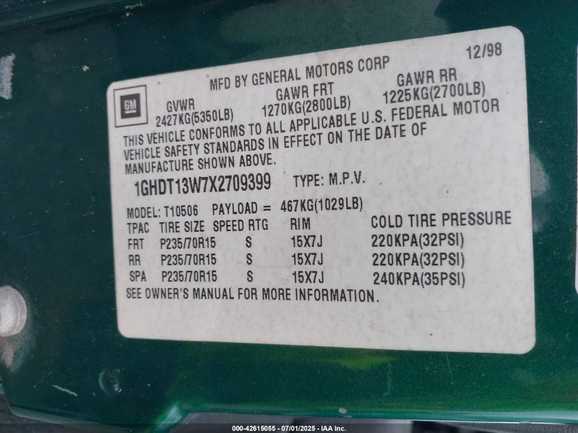 MFD BY GENERAL MOTORS CORP 12/98
GM
GVWR GAWR FRT GAWR RR
2427KG(5350LB) 1270KG(2800LB) 1225KG(2700LB)
THIS VEHICLE CONFORMS TO ALL APPLICABLE U.S. FEDERAL MOTOR
VEHICLE SAFETY STANDARDS IN EFFECT ON THE DATE OF
MANUFACTURE SHOWN ABOVE.
1GHDT13W7X2709399 TYPE: M.P.V.
MODEL: T10506 PAYLOAD = 467KG(1029LB)
TPAC TIRE SIZE SPEED RTG RIM COLD TIRE PRESSURE
FRT P235/70R15 S 15X7J 220KPA(32PSI)
RR P235/70R15 S 15X7J 220KPA(32PSI)
SPA P235/70R15 S 15X7J 240KPA(35PSI)
SEE OWNER'S MANUAL FOR MORE INFORMATION.
000-42615055 - 07/01/2025 - IAA Inc.